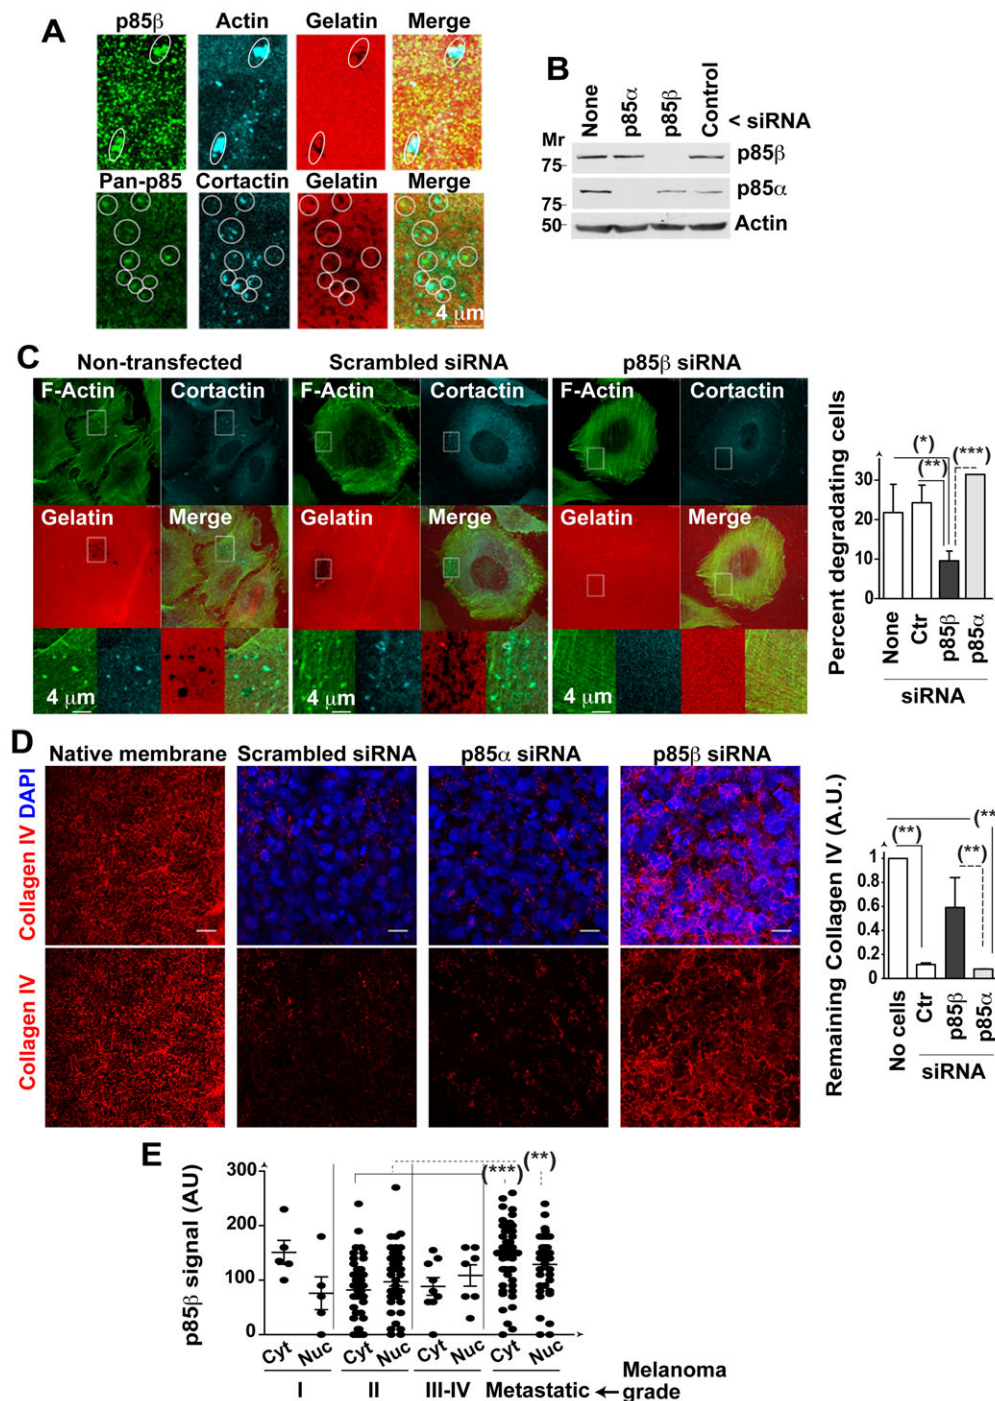 A
p85β Actin Gelatin Merge
Pan-p85 Cortactin Gelatin Merge
4 μm
B
None p85α p85β Control < siRNA
Mr
75 p85β
75 p85α
50 Actin
C
Non-transfected Scrambled siRNA p85β siRNA
F-Actin Cortactin F-Actin Cortactin F-Actin Cortactin
Gelatin Merge Gelatin Merge Gelatin Merge
4 μm 4 μm 4 μm
Percent degradating cells
(*)
(**) (***)
30
20
10
0
None Ctr p85β p85α
siRNA
D
Native membrane Scrambled siRNA p85α siRNA p85β siRNA
Collagen IV DAPI
Collagen IV
Remaining Collagen IV (A.U.)
(**
(**) (**)
1
0.8
0.6
0.4
0.2
0
No cells Ctr p85β p85α
siRNA
E
p85β signal (AU)
(***) (**)
300
200
100
0
Cyt Nuc Cyt Nuc Cyt Nuc Cyt Nuc
I II III-IV Metastatic
Melanoma
grade